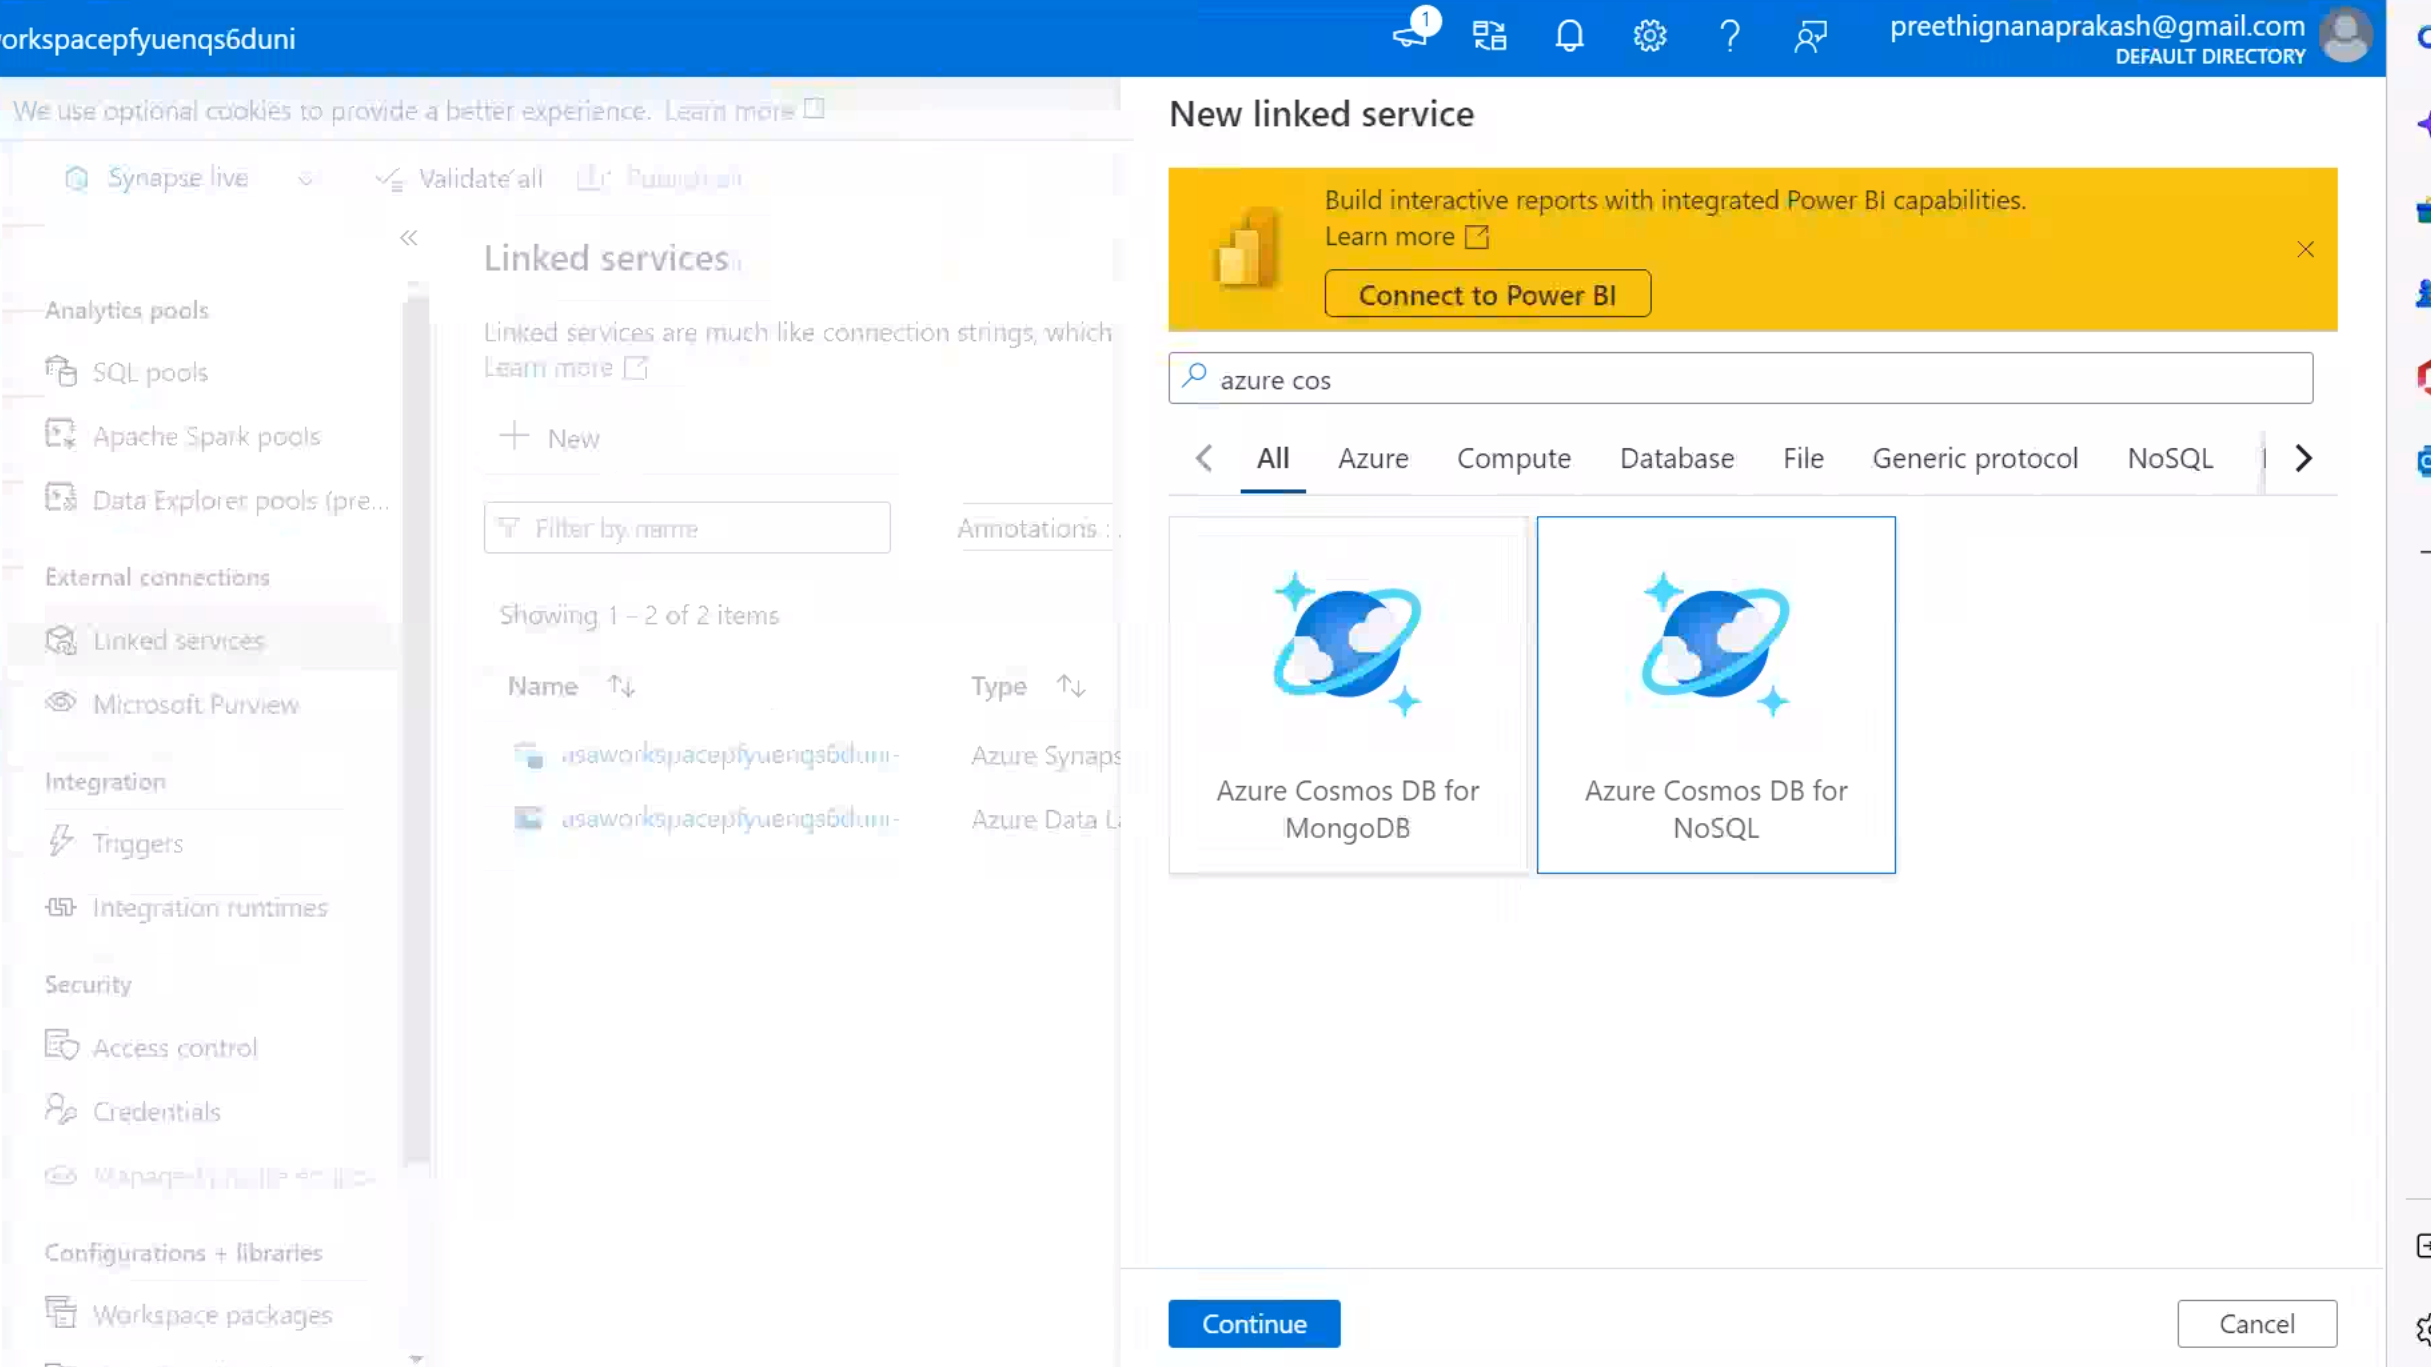 orkspacepfyuenqs6duni
1
preethignanaprakash@gmail.com
DEFAULT DIRECTORY
We use optional cookies to provide a better experience. Learn more
Synapse live
Validate all
Analytics pools
SQL pools
Apache Spark pools
Data Explorer pools (pre...
External connections
Linked services
Microsoft Purview
Integration
Triggers
Integration runtimes
Security
Access control
Credentials
Configurations + libraries
Workspace packages
Linked services
Linked services are much like connection strings, which
Learn more
New
Filter by name
Annotations :
Showing 1 - 2 of 2 items
Name
Type
asaworkspacepfyuenqs6duni-
Azure Synaps
asaworkspacepfyuenqs6duni-
Azure Data La
New linked service
Build interactive reports with integrated Power BI capabilities.
Learn more
Connect to Power BI
azure cos
All Azure Compute Database File Generic protocol NoSQL
Azure Cosmos DB for
MongoDB
Azure Cosmos DB for
NoSQL
Continue
Cancel